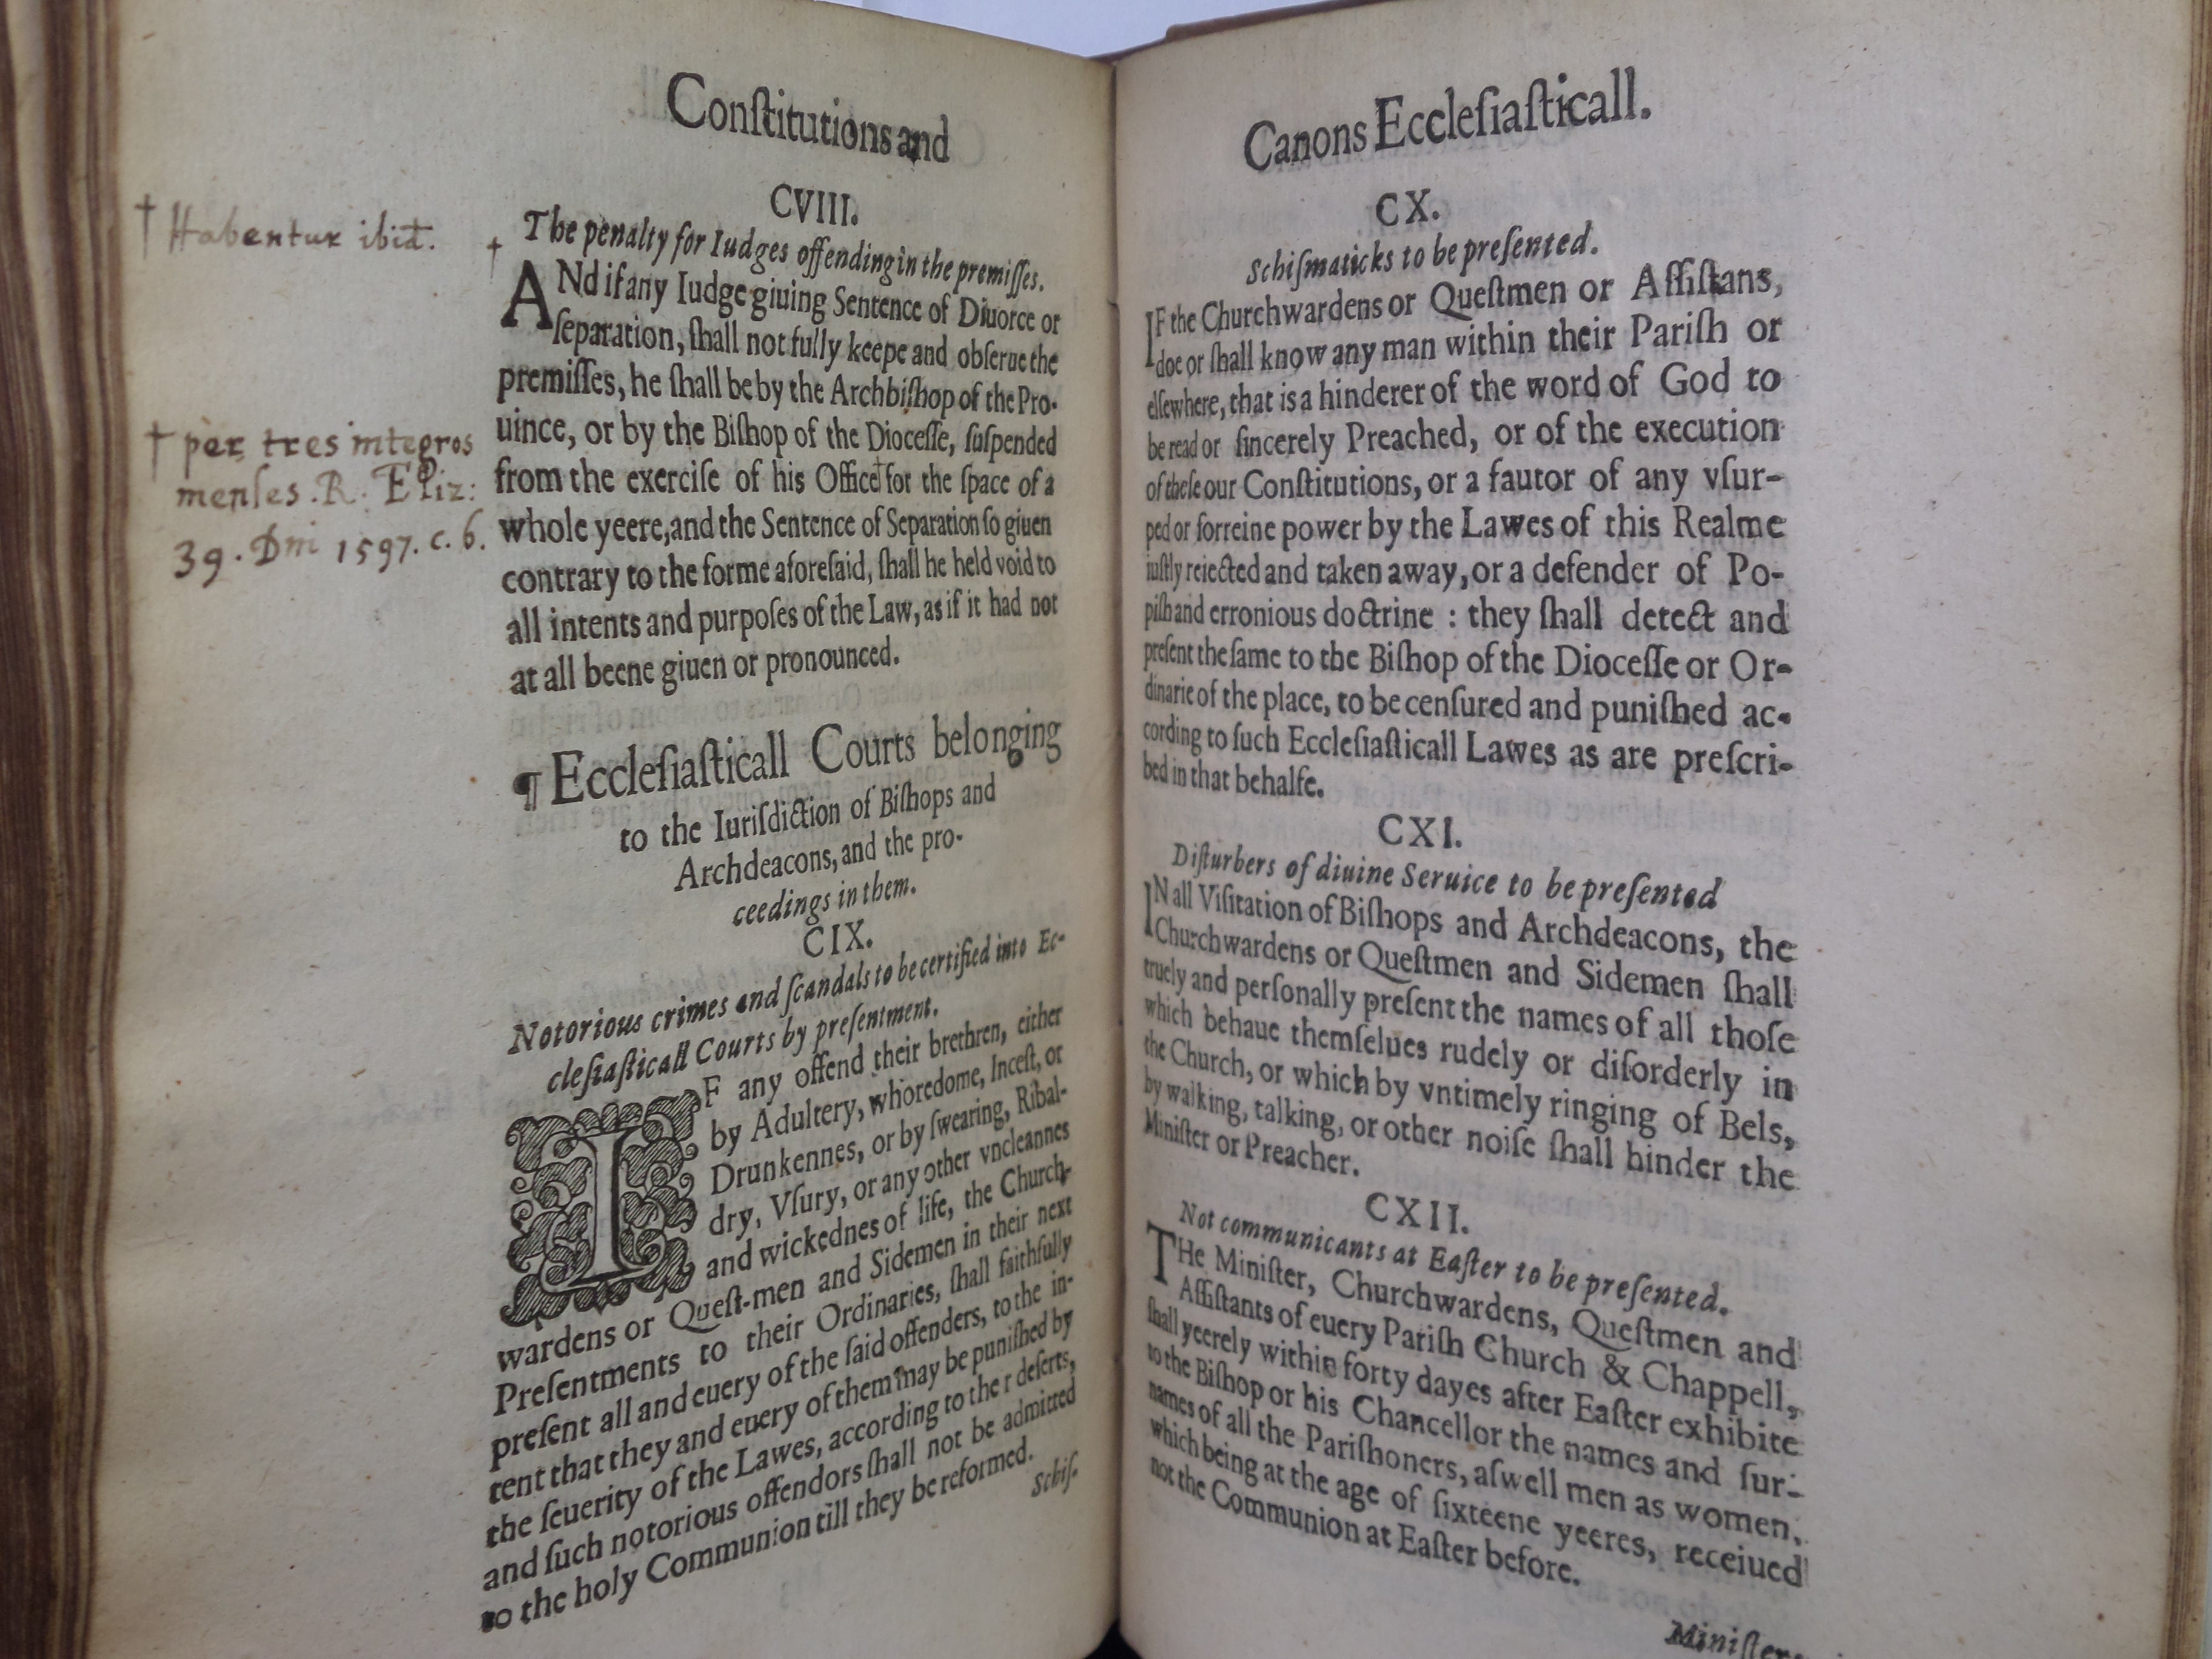 Conſtitutions and
CVIII.
† Habentur ibid.
† The penalty for Iudges offending in the premiſſes.
ANd if any Iudge giuing Sentence of Diuorce or
ſeparation, ſhall not fully keepe and obſerue the
premiſſes, he ſhall be by the Archbiſhop of the Pro-
uince, or by the Biſhop of the Dioceſſe, ſuſpended
from the exerciſe of his Office† for the ſpace of a
whole yeere, and the Sentence of Separation ſo giuen
contrary to the forme aforeſaid, ſhall he held void to
all intents and purpoſes of the Law, as if it had not
at all beene giuen or pronounced.
† per tres integros
menſes. R. Eliz:
39. Dm̄i 1597. c. 6.
¶ Eccleſiaſticall Courts belonging
to the Iuriſdiction of Biſhops and
Archdeacons, and the pro-
ceedings in them.
CIX.
Notorious crimes and ſcandals to be certified into Ec-
cleſiaſticall Courts by preſentment.
IF any offend their brethren, either
by Adultery, whoredome, Inceſt, or
Drunkennes, or by ſwearing, Ribal-
dry, Vſury, or any other vncleannes
and wickednes of life, the Church-
wardens or Queſt-men and Sidemen in their next
Preſentments to their Ordinaries, ſhall faithfully
preſent all and euery of the ſaid offenders, to the in-
tent that they and euery of them may be puniſhed by
the ſeuerity of the Lawes, according to the r deſerts,
and ſuch notorious offendors ſhall not be admitted
to the holy Communion till they be reformed.
Schiſ-
Canons Eccleſiaſticall.
CX.
Schiſmaticks to be preſented.
IF the Churchwardens or Queſtmen or Aſſiſtans,
doe or ſhall know any man within their Pariſh or
elſewhere, that is a hinderer of the word of God to
be read or ſincerely Preached, or of the execution
of theſe our Conſtitutions, or a fautor of any vſur-
ped or forreine power by the Lawes of this Realme
iuſtly reiected and taken away, or a defender of Po-
piſh and erronious doctrine : they ſhall detect and
preſent the ſame to the Biſhop of the Dioceſſe or Or-
dinarie of the place, to be cenſured and puniſhed ac-
cording to ſuch Eccleſiaſticall Lawes as are preſcri-
bed in that behalfe.
CXI.
Diſturbers of diuine Seruice to be preſented
IN all Viſitation of Biſhops and Archdeacons, the
Churchwardens or Queſtmen and Sidemen ſhall
truely and perſonally preſent the names of all thoſe
which behaue themſelues rudely or diſorderly in
the Church, or which by vntimely ringing of Bels,
by walking, talking, or other noiſe ſhall hinder the
Miniſter or Preacher.
CXII.
Not communicants at Eaſter to be preſented.
THe Miniſter, Churchwardens, Queſtmen and
Aſſiſtants of euery Pariſh Church & Chappell,
ſhall yeerely within forty dayes after Eaſter exhibite
to the Biſhop or his Chancellor the names and ſur-
names of all the Pariſhoners, aſwell men as women,
which being at the age of ſixteene yeeres, receiued
not the Communion at Eaſter before.
Miniſters